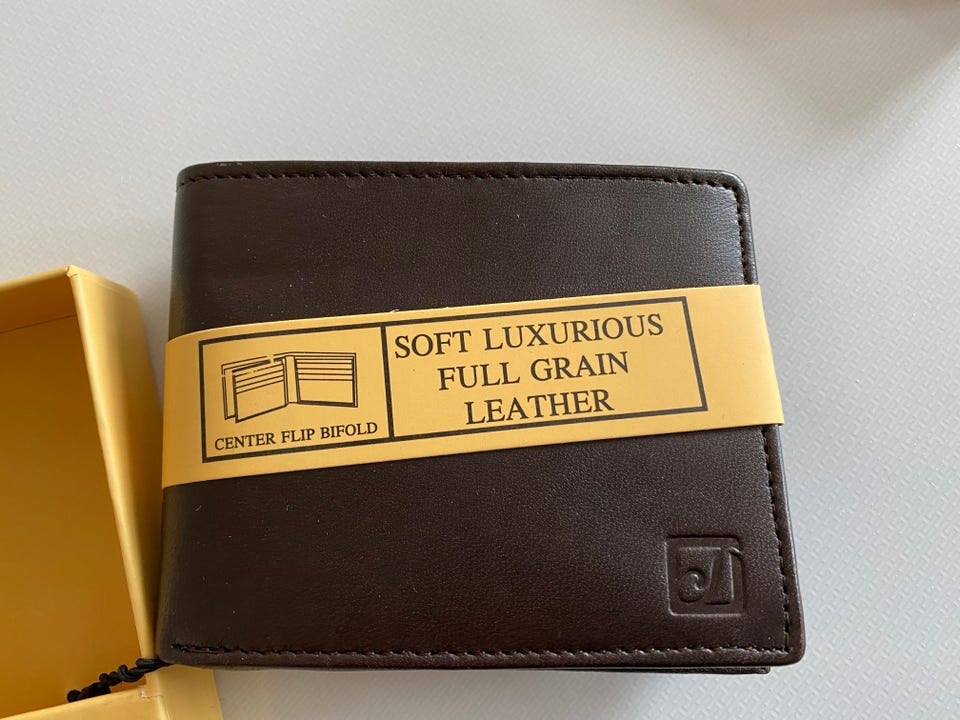 SOFT LUXURIOUS
FULL GRAIN
LEATHER
CENTER FLIP BIFOLD